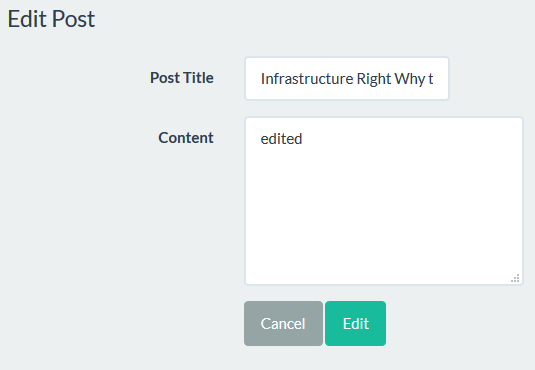 Edit Post
Post Title
Infrastructure Right Why t
Content
edited
Cancel
Edit